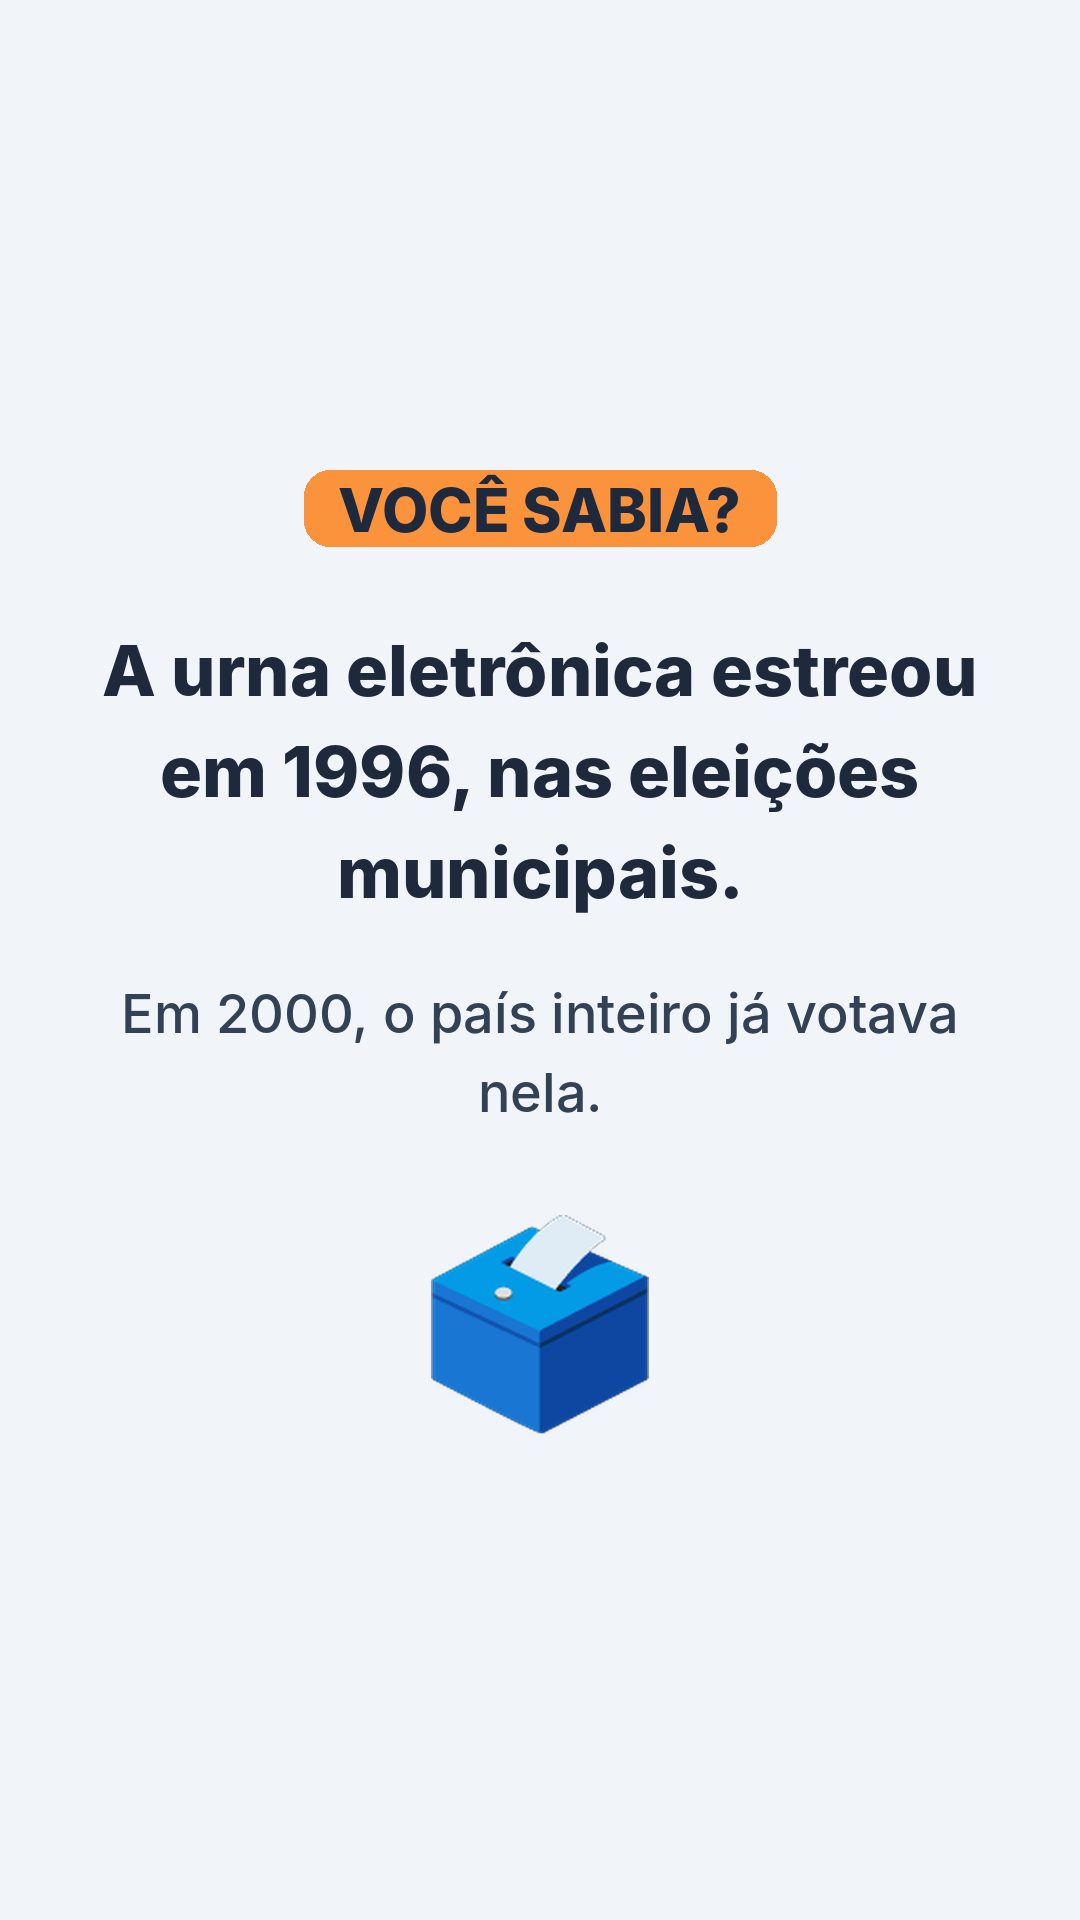 VOCÊ SABIA?
A urna eletrônica estreou
em 1996, nas eleições
municipais.
Em 2000, o país inteiro já votava
nela.